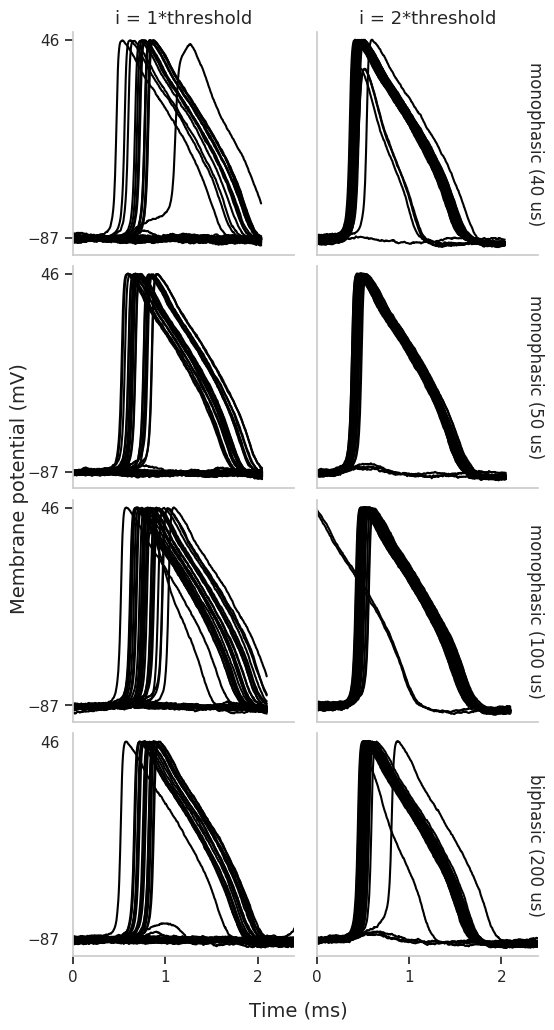 i = 1*threshold
i = 2*threshold
46
−87
monophasic (40 us)
46
−87
monophasic (50 us)
Membrane potential (mV)
46
−87
monophasic (100 us)
46
−87
biphasic (200 us)
0
1
2
0
1
2
Time (ms)